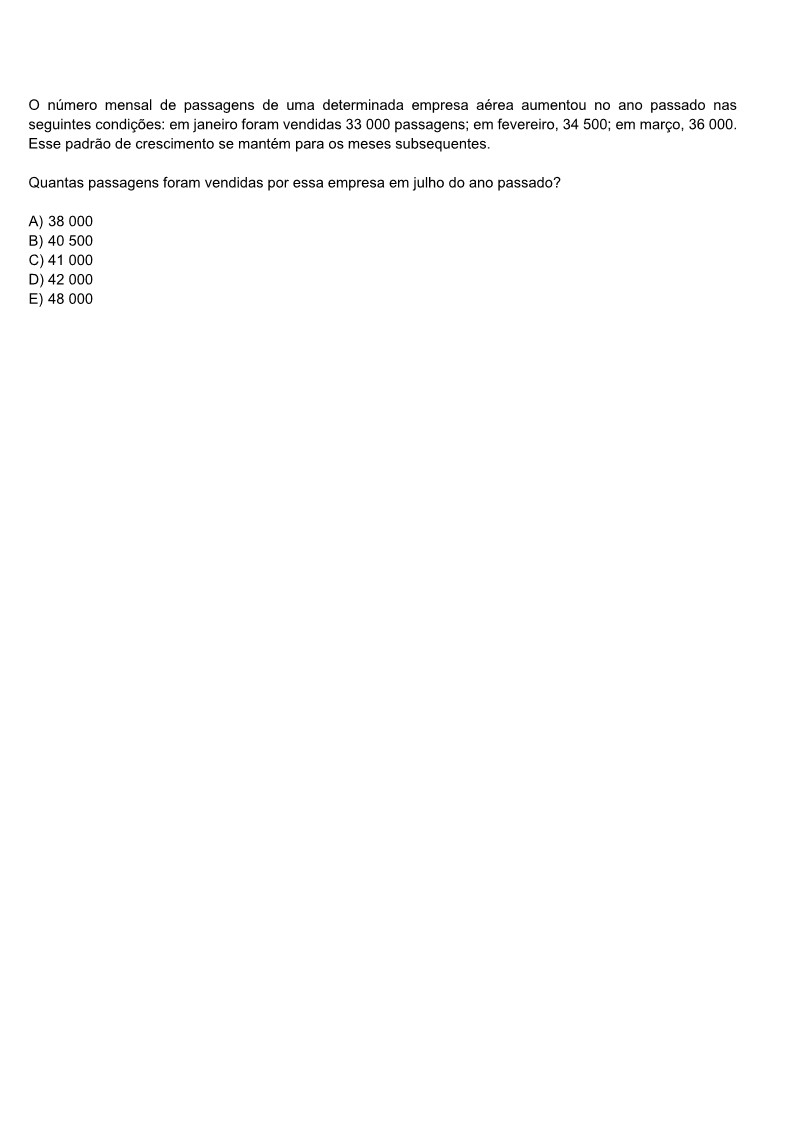 O número mensal de passagens de uma determinada empresa aérea aumentou no ano passado nas
seguintes condições: em janeiro foram vendidas 33 000 passagens; em fevereiro, 34 500; em março, 36 000.
Esse padrão de crescimento se mantém para os meses subsequentes.
Quantas passagens foram vendidas por essa empresa em julho do ano passado?
A) 38 000
B) 40 500
C) 41 000
D) 42 000
E) 48 000